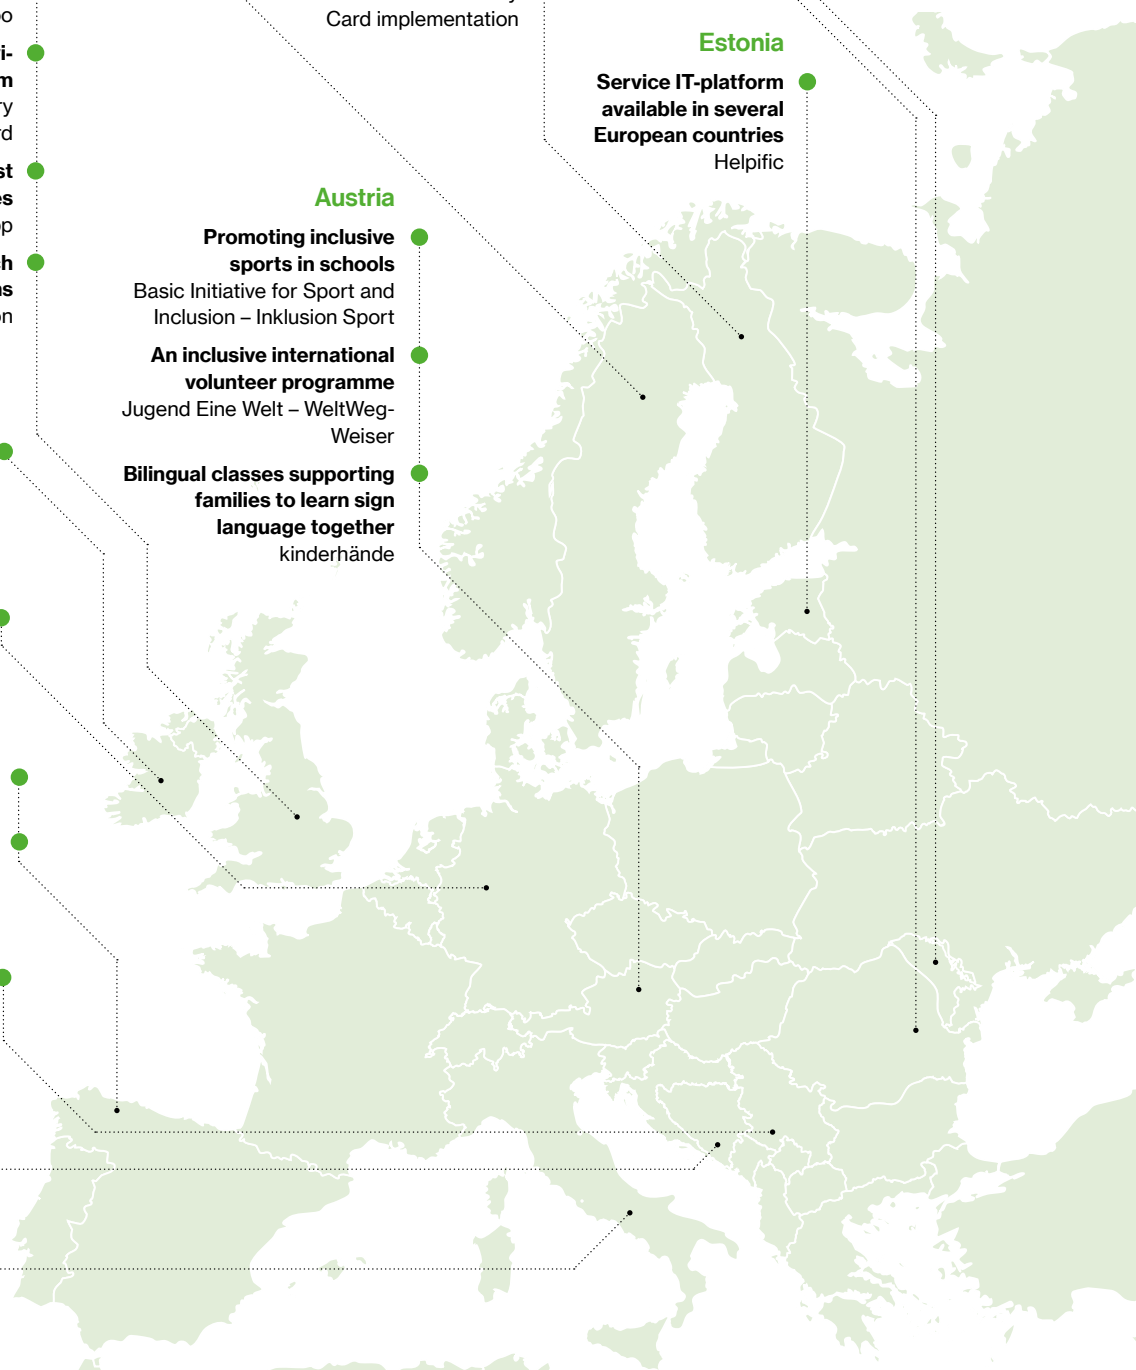 Card implementation
Estonia
Service IT-platform
available in several
European countries
Helpific
Austria
Promoting inclusive
sports in schools
Basic Initiative for Sport and
Inclusion – Inklusion Sport
An inclusive international
volunteer programme
Jugend Eine Welt – WeltWeg-
Weiser
Bilingual classes supporting
families to learn sign
language together
kinderhände